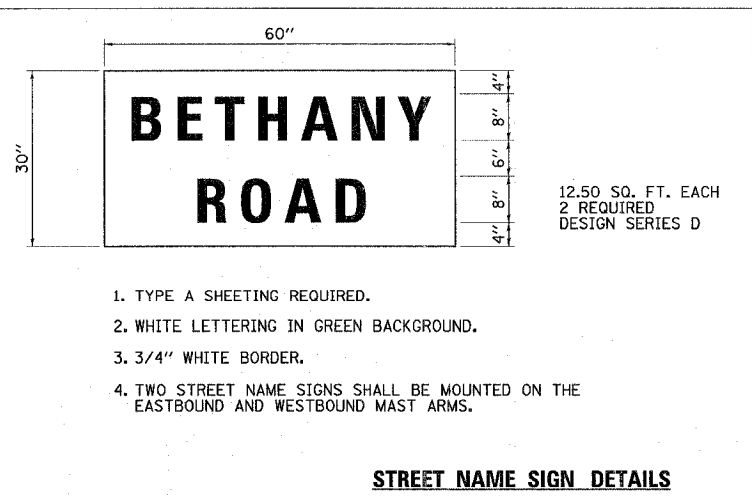 60"
30"
BETHANY
ROAD
4"
8"
6"
8"
4"
12.50 SQ. FT. EACH
2 REQUIRED
DESIGN SERIES D
1. TYPE A SHEETING REQUIRED.
2. WHITE LETTERING IN GREEN BACKGROUND.
3. 3/4" WHITE BORDER.
4. TWO STREET NAME SIGNS SHALL BE MOUNTED ON THE
EASTBOUND AND WESTBOUND MAST ARMS.
STREET NAME SIGN DETAILS